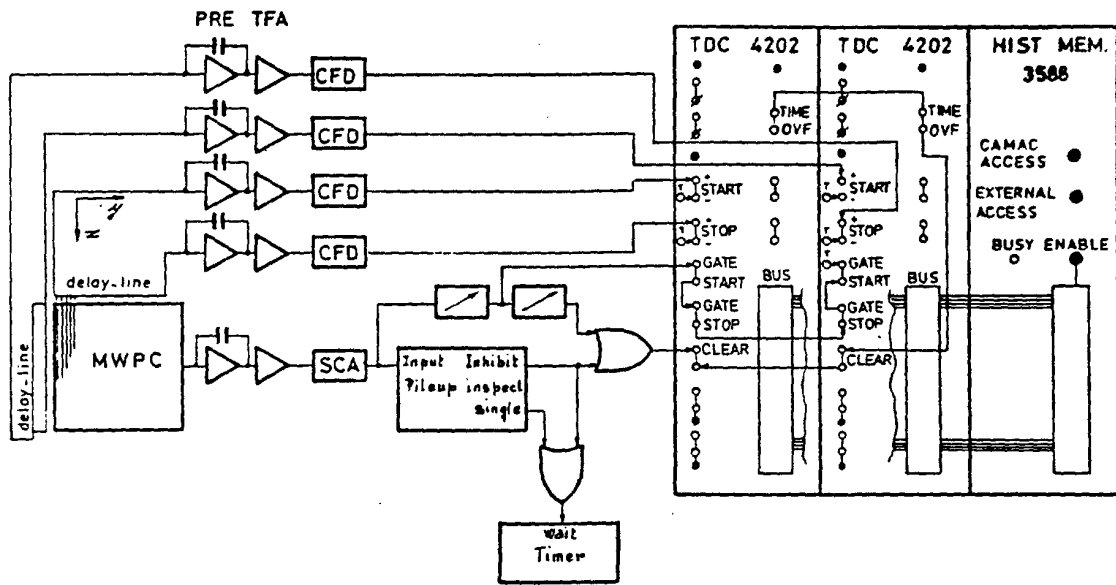 PRE TFA
CFD
CFD
CFD
CFD
y
x
delay-line
delay-line
MWPC
SCA
Input Inhibit
Pileup inspect
single
Wait
Timer
TDC 4202
TIME
OVF
+
START
-
+
STOP
-
GATE
START
GATE
STOP
CLEAR
BUS
TDC 4202
TIME
OVF
+
START
-
+
STOP
-
GATE
START
GATE
STOP
CLEAR
BUS
HIST MEM.
3588
CAMAC
ACCESS
EXTERNAL
ACCESS
BUSY ENABLE